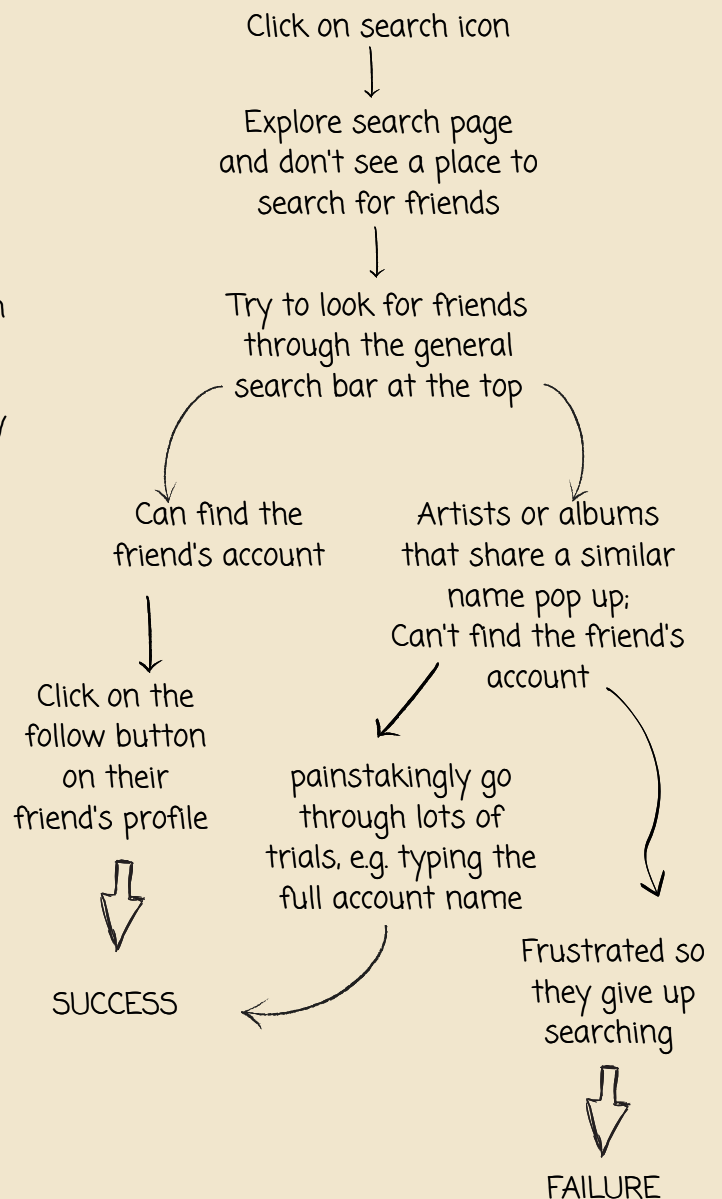 Click on search icon
Explore search page
and don't see a place to
search for friends
Try to look for friends
through the general
search bar at the top
Can find the
friend's account
Artists or albums
that share a similar
name pop up;
Can't find the friend's
account
Click on the
follow button
on their
friend's profile
painstakingly go
through lots of
trials, e.g. typing the
full account name
Frustrated so
they give up
searching
SUCCESS
FAILURE